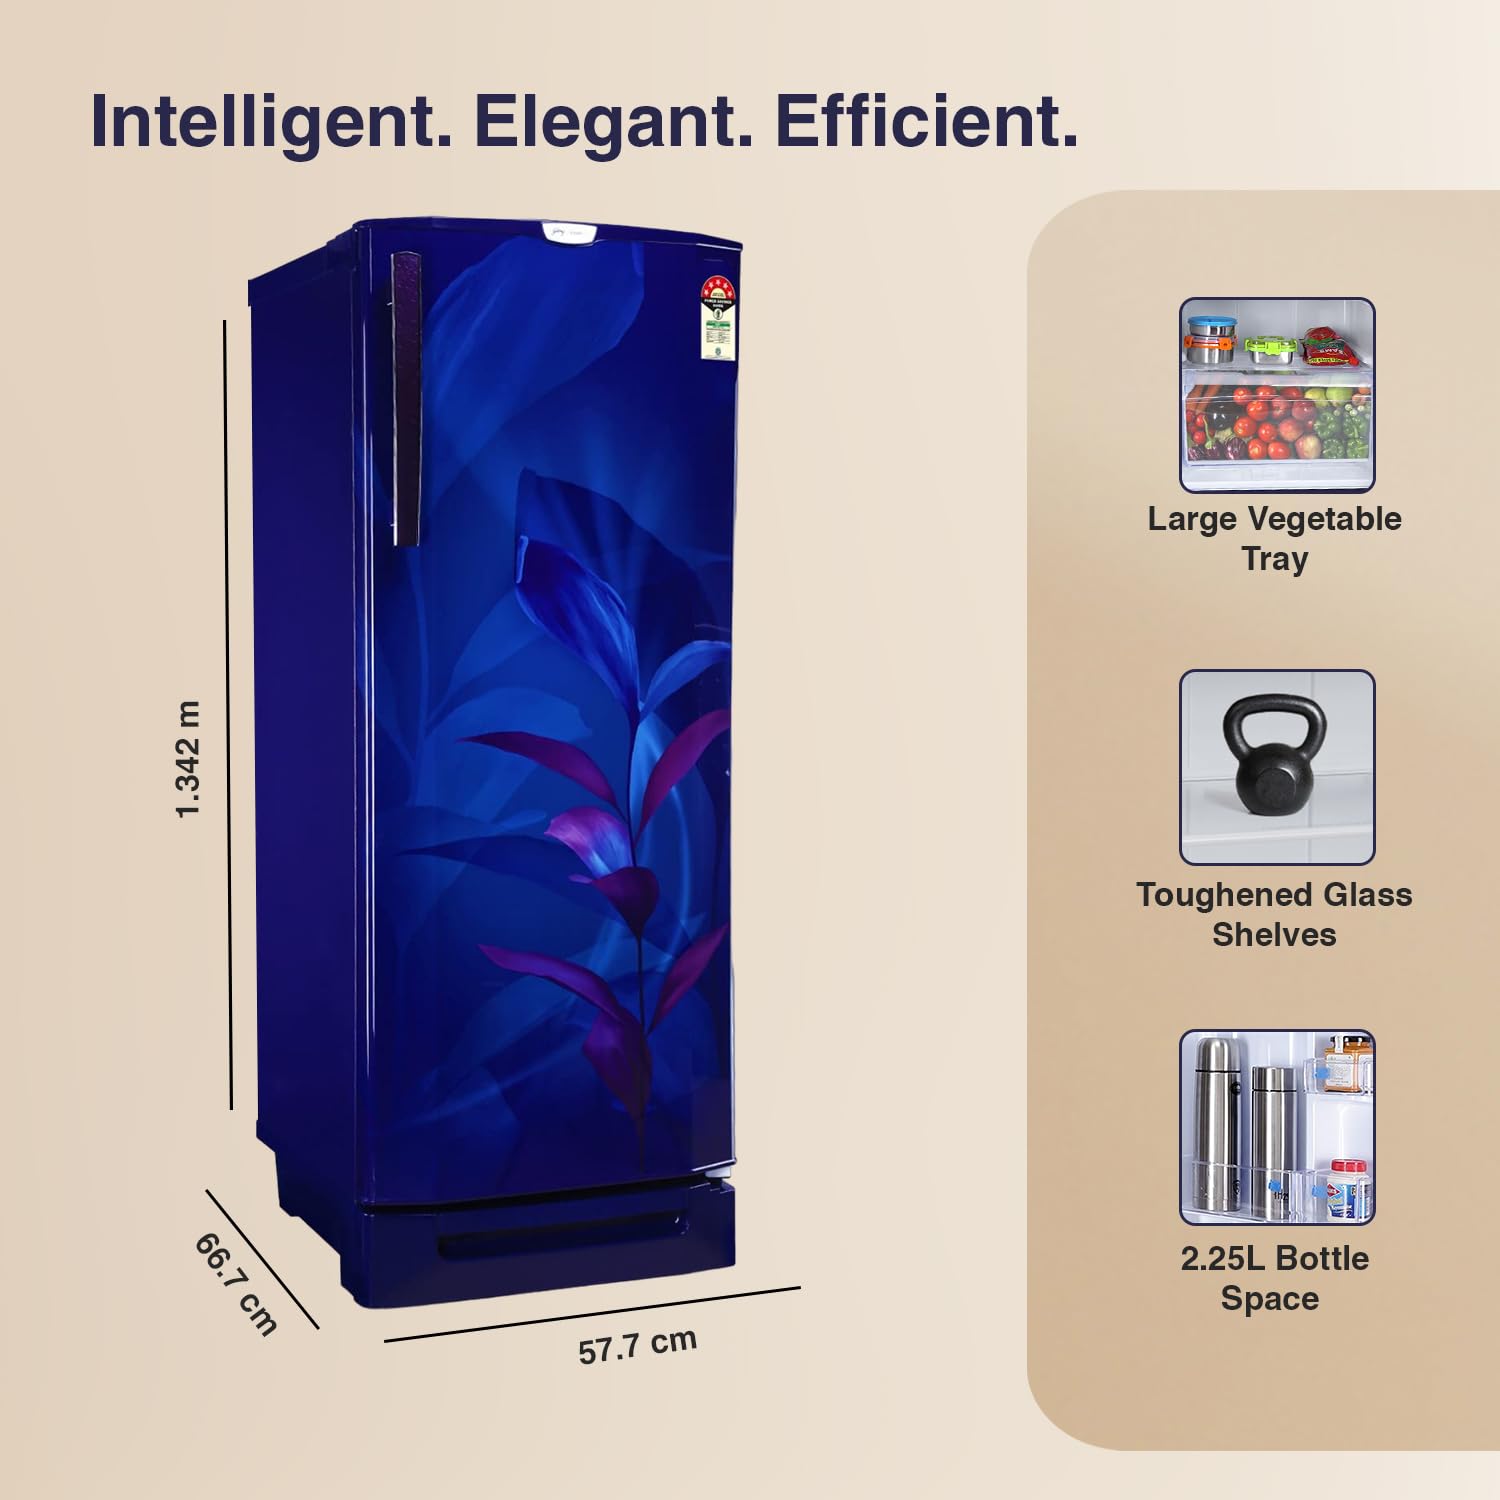 Intelligent. Elegant. Efficient.
1.342 m
66.7 cm
57.7 cm
Large Vegetable
Tray
Toughened Glass
Shelves
2.25L Bottle
Space